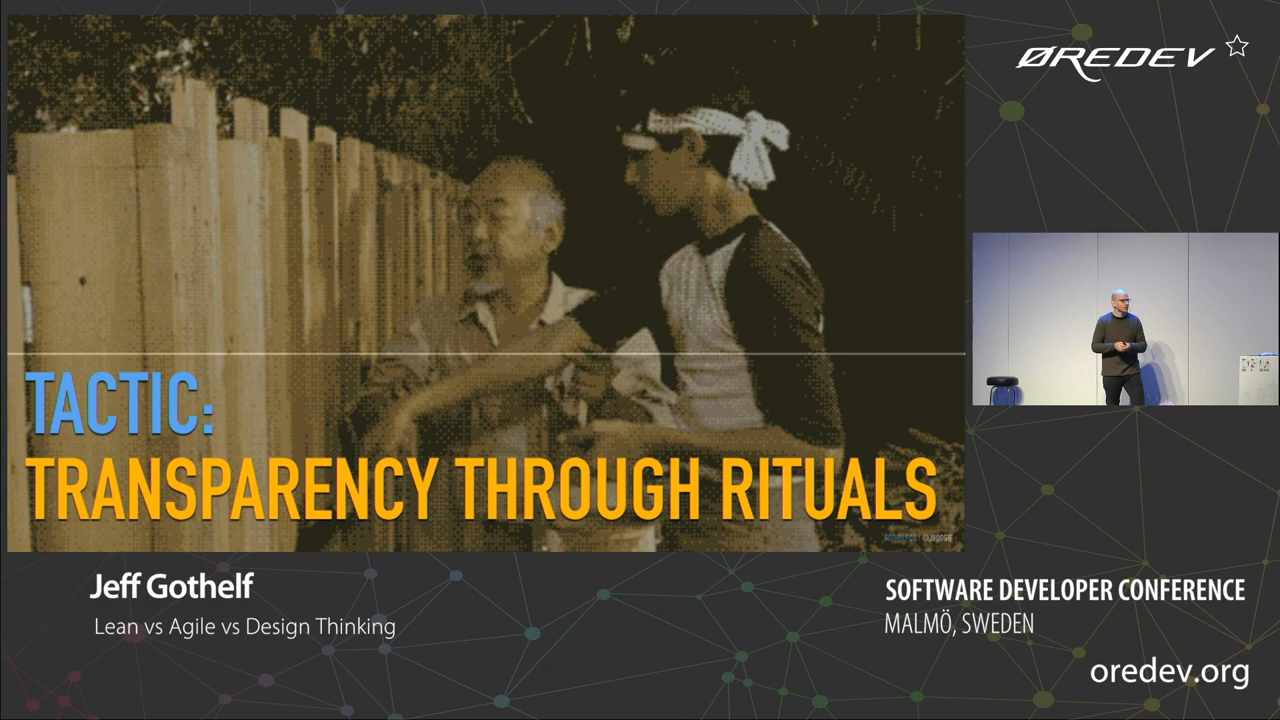 ØREDEV
TACTIC:
TRANSPARENCY THROUGH RITUALS
Jeff Gothelf
Lean vs Agile vs Design Thinking
SOFTWARE DEVELOPER CONFERENCE
MALMÖ, SWEDEN
oredev.org